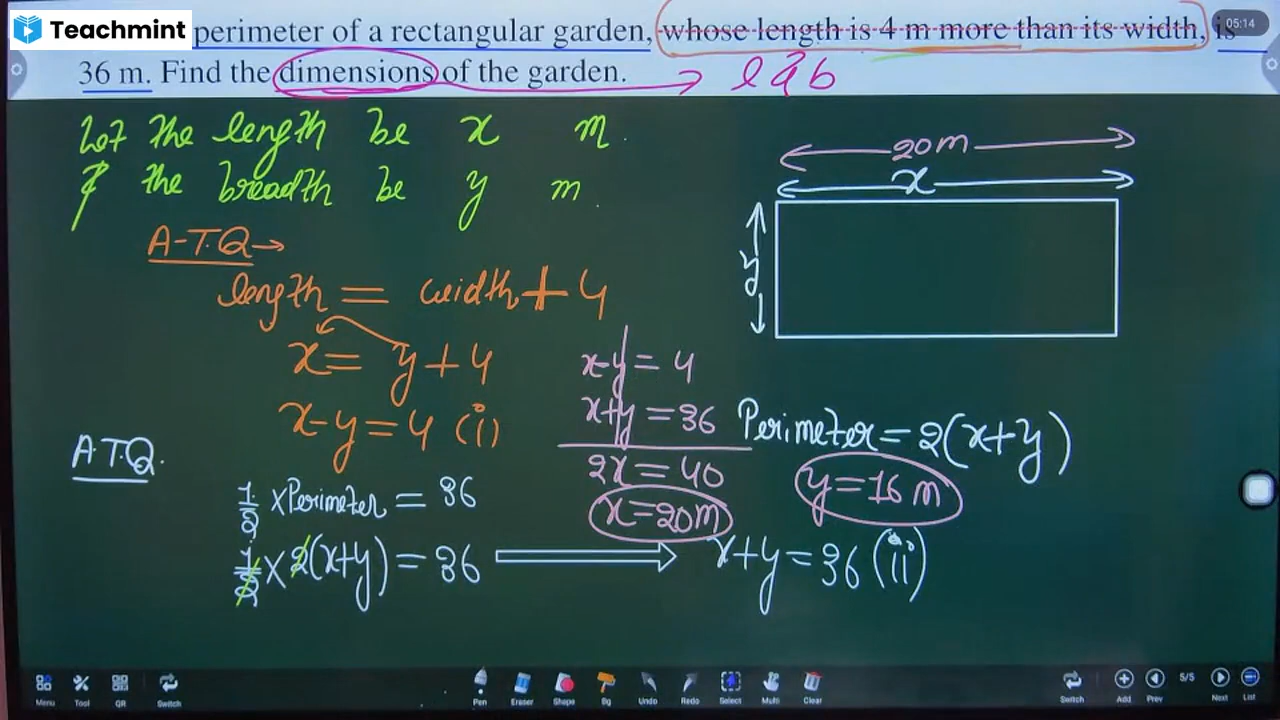 Teachmint
perimeter of a rectangular garden, whose length is 4 m more than its width, is
05:14
36 m. Find the dimensions of the garden. → l & b
Let the length be x m.
& the breadth be y m.
A-T.Q→
length = width + 4
x = y + 4
x-y = 4 (i)
A.T.Q.
1/2 × Perimeter = 36
1/2 × 2(x+y) = 36
x-y = 4
x+y = 36
2x = 40
x=20m
20m
x
y
Perimeter = 2(x+y)
y=16 m
x+y = 36 (ii)
Menu Tool QR Switch Pen Eraser Shape Bg Undo Redo Select Multi Clear Switch Add Prev 5/5 Next List